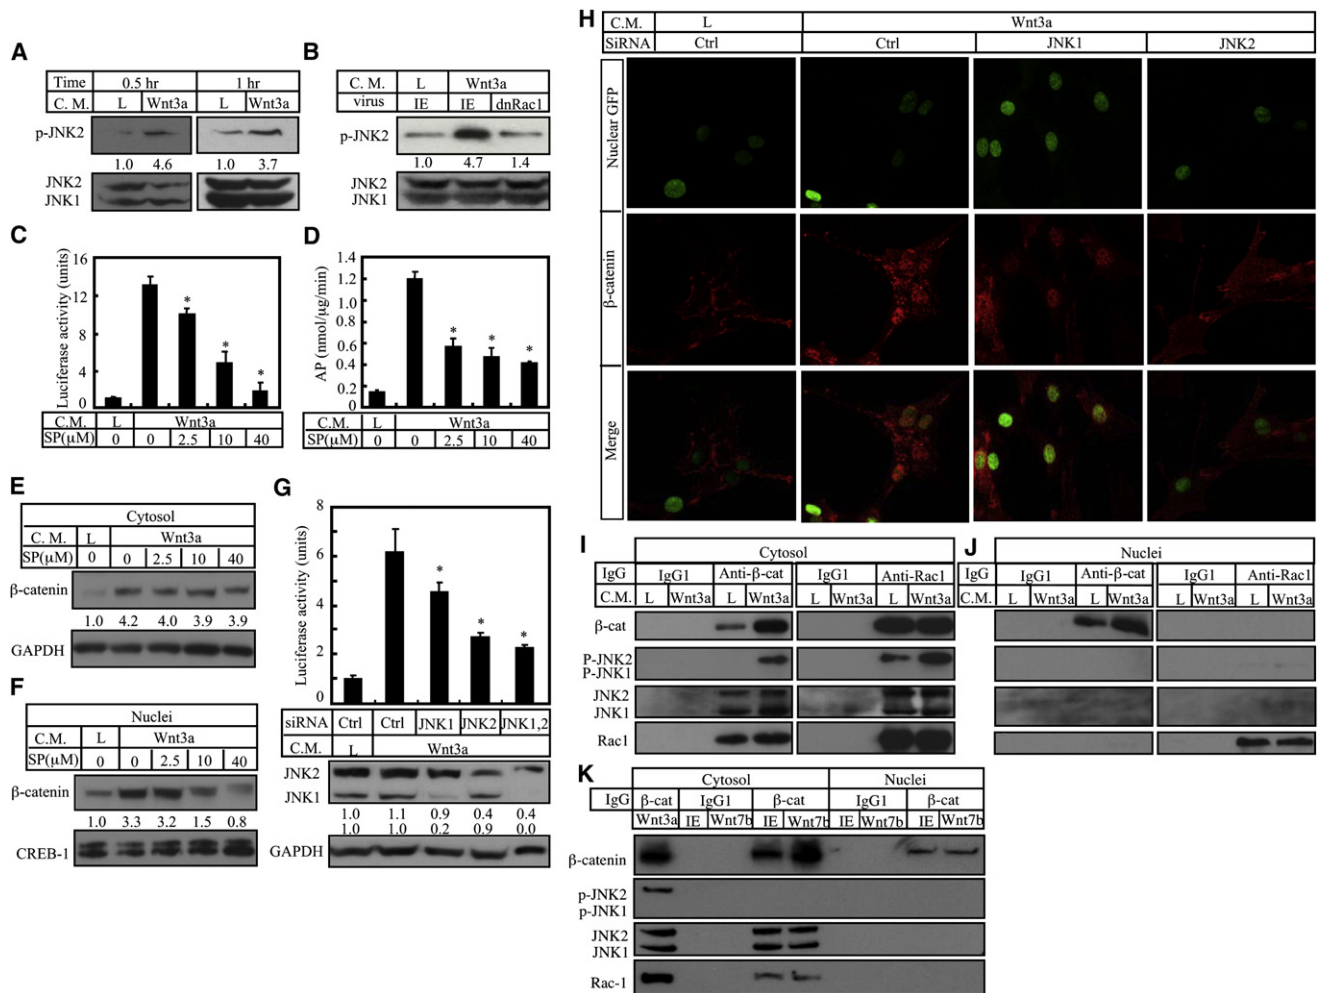 A
Time 0.5 hr 1 hr
C. M. L Wnt3a L Wnt3a
p-JNK2
1.0 4.6 1.0 3.7
JNK2
JNK1
B
C. M. L Wnt3a
virus IE IE dnRac1
p-JNK2
1.0 4.7 1.4
JNK2
JNK1
C
Luciferase activity (units)
16
12
8
4
0
* * *
C.M. L Wnt3a
SP(µM) 0 0 2.5 10 40
D
AP (nmol/µg/min)
1.4
1.2
1.0
0.8
0.6
0.4
0.2
0
* * *
C.M. L Wnt3a
SP(µM) 0 0 2.5 10 40
E
Cytosol
C. M. L Wnt3a
SP(µM) 0 0 2.5 10 40
β-catenin
1.0 4.2 4.0 3.9 3.9
GAPDH
F
Nuclei
C.M. L Wnt3a
SP(µM) 0 0 2.5 10 40
β-catenin
1.0 3.3 3.2 1.5 0.8
CREB-1
G
Luciferase activity (units)
8
6
4
2
0
* * *
siRNA Ctrl Ctrl JNK1 JNK2 JNK1,2
C.M. L Wnt3a
JNK2
JNK1
1.0 1.1 0.9 0.4 0.4
1.0 1.0 0.2 0.9 0.0
GAPDH
H
C.M. L Wnt3a
SiRNA Ctrl Ctrl JNK1 JNK2
Nuclear GFP
β-catenin
Merge
I
Cytosol
IgG IgG1 Anti-β-cat IgG1 Anti-Rac1
C.M. L Wnt3a L Wnt3a L Wnt3a L Wnt3a
β-cat
P-JNK2
P-JNK1
JNK2
JNK1
Rac1
J
Nuclei
IgG IgG1 Anti-β-cat IgG1 Anti-Rac1
C.M. L Wnt3a L Wnt3a L Wnt3a L Wnt3a
K
Cytosol Nuclei
IgG β-cat IgG1 β-cat IgG1 β-cat
Wnt3a IE Wnt7b IE Wnt7b IE Wnt7b IE Wnt7b
β-catenin
p-JNK2
p-JNK1
JNK2
JNK1
Rac-1